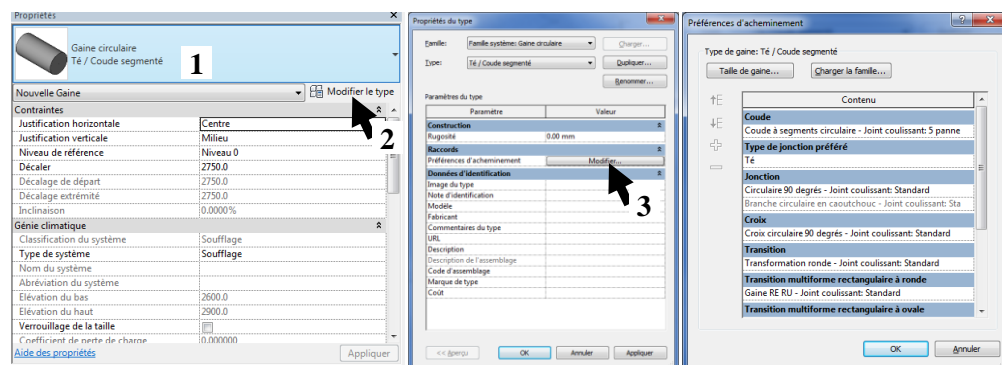 Propriétés
Gaine circulaire
Té / Coude segmenté
1
Nouvelle Gaine
Modifier le type
2
Contraintes
Justification horizontale Centre
Justification verticale Milieu
Niveau de référence Niveau 0
Décaler 2750.0
Décalage de départ 2750.0
Décalage extrémité 2750.0
Inclinaison 0.0000%
Génie climatique
Classification du système Soufflage
Type de système Soufflage
Nom du système
Abréviation du système
Elévation du bas 2600.0
Elévation du haut 2900.0
Verrouillage de la taille
Coefficient de perte de charge 0.000000
Aide des propriétés
Appliquer
Propriétés du type
Famille: Famille système: Gaine circulaire Charger...
Type: Té / Coude segmenté Dupliquer...
Renommer...
Paramètres du type
Paramètre Valeur
Construction
Rugosité 0.00 mm
Raccords
Préférences d'acheminement Modifier...
3
Données d'identification
Image du type
Note d'identification
Modèle
Fabricant
Commentaires du type
URL
Description
Description de l'assemblage
Code d'assemblage
Marque de type
Coût
<< Aperçu OK Annuler Appliquer
Préférences d'acheminement
Type de gaine: Té / Coude segmenté
Taille de gaine... Charger la famille...
Contenu
Coude
Coude à segments circulaire - Joint coulissant: 5 panne
Type de jonction préféré
Té
Jonction
Circulaire 90 degrés - Joint coulissant: Standard
Branche circulaire en caoutchouc - Joint coulissant: Sta
Croix
Croix circulaire 90 degrés - Joint coulissant: Standard
Transition
Transformation ronde - Joint coulissant: Standard
Transition multiforme rectangulaire à ronde
Gaine RE RU - Joint coulissant: Standard
Transition multiforme rectangulaire à ovale
OK Annuler